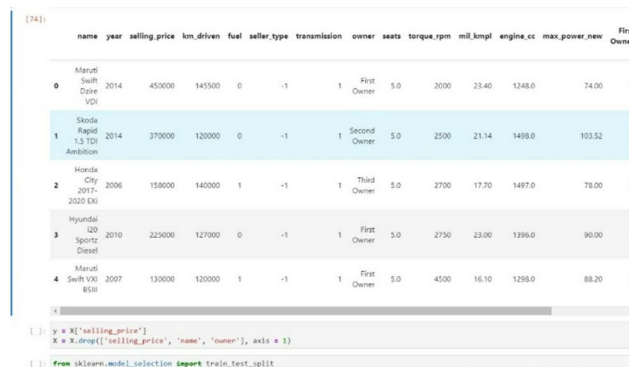 [74]:
Firs
name year selling_price km_driven fuel seller_type transmission owner seats torque_rpm mil_kmpl engine_cc max_power_new
Owne
0 Maruti Swift Dzire VDI 2014 450000 145500 0 -1 1 First Owner 5.0 2000 23.40 1248.0 74.00
1 Skoda Rapid 1.5 TDI Ambition 2014 370000 120000 0 -1 1 Second Owner 5.0 2500 21.14 1498.0 103.52
2 Honda City 2017-2020 EXi 2006 158000 140000 1 -1 1 Third Owner 5.0 2700 17.70 1497.0 78.00
3 Hyundai i20 Sportz Diesel 2010 225000 127000 0 -1 1 First Owner 5.0 2750 23.00 1396.0 90.00
4 Maruti Swift VXI BSIII 2007 130000 120000 1 -1 1 First Owner 5.0 4500 16.10 1298.0 88.20
[ ]: y = X['selling_price']
X = X.drop(['selling_price', 'name', 'owner'], axis = 1)
[ ]: from sklearn.model_selection import train_test_split